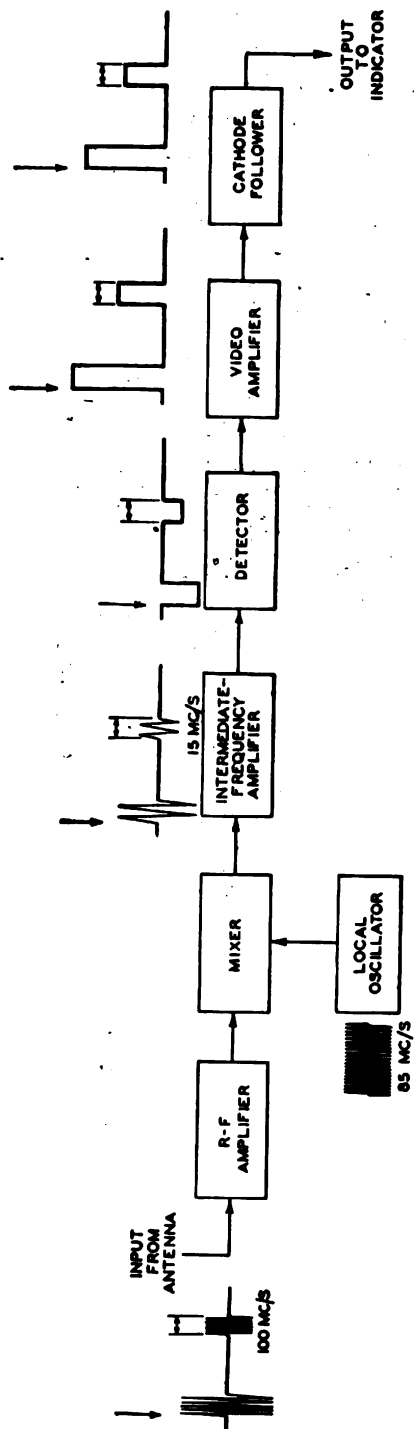 INPUT
FROM
ANTENNA
100 MC/S
R-F
AMPLIFIER
MIXER
LOCAL
OSCILLATOR
85 MC/S
15 MC/S
INTERMEDIATE-
FREQUENCY
AMPLIFIER
DETECTOR
VIDEO
AMPLIFIER
CATHODE
FOLLOWER
OUTPUT
TO
INDICATOR